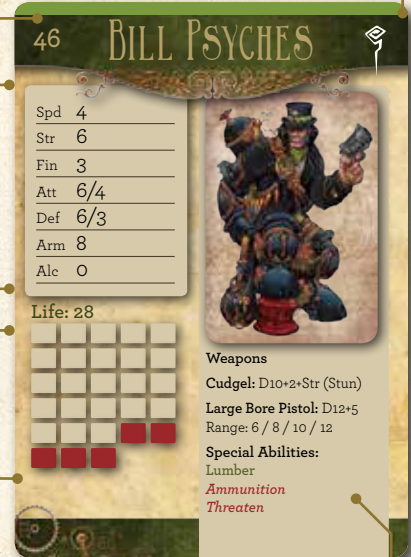 46
BILL PSYCHES
Spd 4
Str 6
Fin 3
Att 6/4
Def 6/3
Arm 8
Alc 0
Life: 28
Weapons
Cudgel: D10+2+Str (Stun)
Large Bore Pistol: D12+5
Range: 6 / 8 / 10 / 12
Special Abilities:
Lumber
Ammunition
Threaten